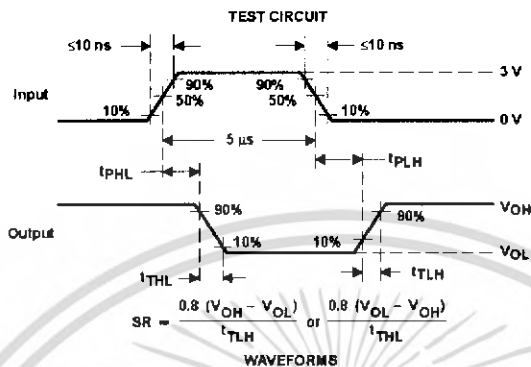 TEST CIRCUIT
≤10 ns ≤10 ns
3 V
90% 90%
Input 50% 50%
10% 10%
0 V
5 µs
tPHL tPLH
VOH
90% 90%
Output
10% 10%
VOL
tTHL tTLH
SR = 0.8 (VOH – VOL) / tTLH or 0.8 (VOL – VOH) / tTHL
WAVEFORMS